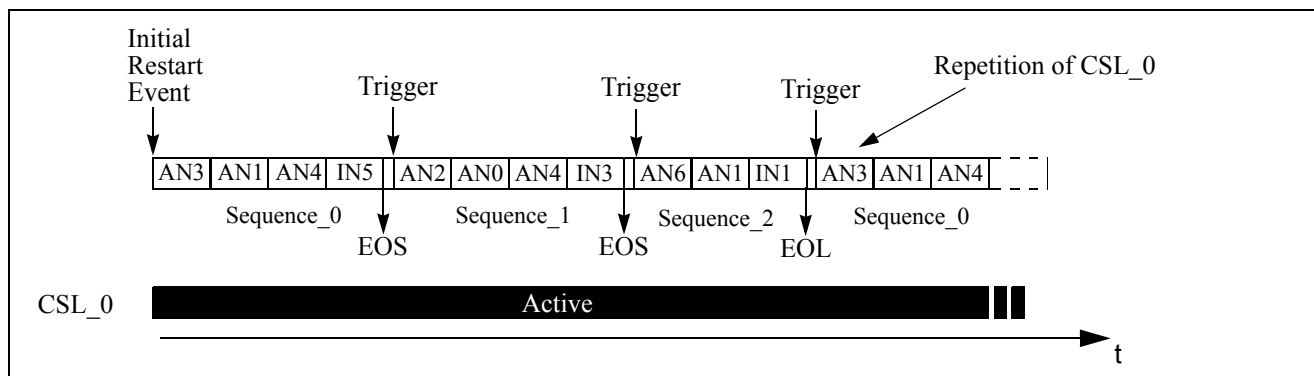 Initial
Restart
Event
Trigger
Trigger
Trigger
Repetition of CSL_0
AN3 AN1 AN4 IN5 AN2 AN0 AN4 IN3 AN6 AN1 IN1 AN3 AN1 AN4
Sequence_0 Sequence_1 Sequence_2 Sequence_0
EOS EOS EOL
CSL_0 Active
t